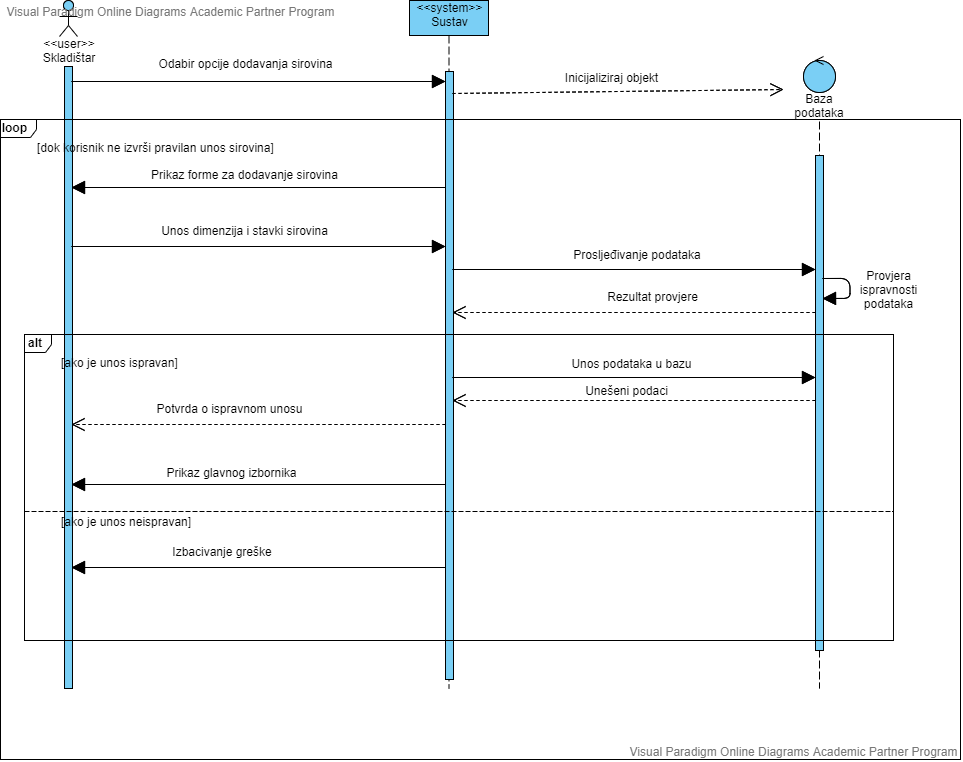 Visual Paradigm Online Diagrams Academic Partner Program
<<user>>
Skladištar
<<system>>
Sustav
Odabir opcije dodavanja sirovina
Inicijaliziraj objekt
Baza
podataka
loop
[dok korisnik ne izvrši pravilan unos sirovina]
Prikaz forme za dodavanje sirovina
Unos dimenzija i stavki sirovina
Prosljeđivanje podataka
Provjera
ispravnosti
podataka
Rezultat provjere
alt
[ako je unos ispravan]
Unos podataka u bazu
Unešeni podaci
Potvrda o ispravnom unosu
Prikaz glavnog izbornika
[ako je unos neispravan]
Izbacivanje greške
Visual Paradigm Online Diagrams Academic Partner Program